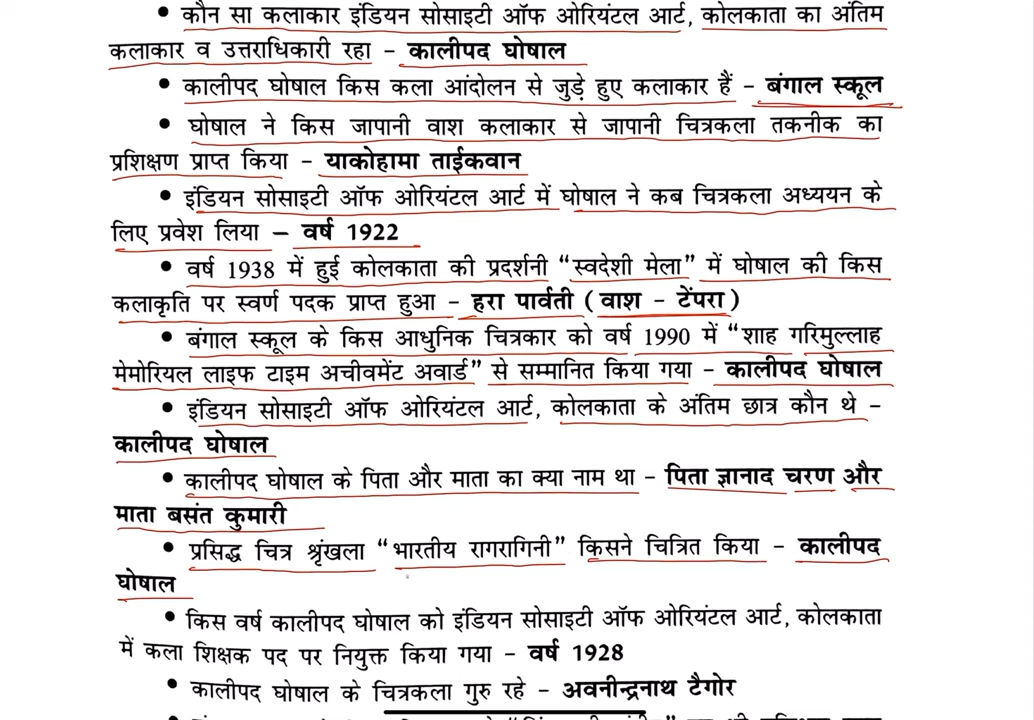 • कौन सा कलाकार इंडियन सोसाइटी ऑफ ओरियंटल आर्ट, कोलकाता का अंतिम
कलाकार व उत्तराधिकारी रहा – कालीपद घोषाल
• कालीपद घोषाल किस कला आंदोलन से जुड़े हुए कलाकार हैं – बंगाल स्कूल
• घोषाल ने किस जापानी वाश कलाकार से जापानी चित्रकला तकनीक का
प्रशिक्षण प्राप्त किया – याकोहामा ताईकवान
• इंडियन सोसाइटी ऑफ ओरियंटल आर्ट में घोषाल ने कब चित्रकला अध्ययन के
लिए प्रवेश लिया – वर्ष 1922
• वर्ष 1938 में हुई कोलकाता की प्रदर्शनी “स्वदेशी मेला” में घोषाल की किस
कलाकृति पर स्वर्ण पदक प्राप्त हुआ – हरा पार्वती (वाश – टेंपरा)
• बंगाल स्कूल के किस आधुनिक चित्रकार को वर्ष 1990 में “शाह गरिमुल्लाह
मेमोरियल लाइफ टाइम अचीवमेंट अवार्ड” से सम्मानित किया गया – कालीपद घोषाल
• इंडियन सोसाइटी ऑफ ओरियंटल आर्ट, कोलकाता के अंतिम छात्र कौन थे –
कालीपद घोषाल
• कालीपद घोषाल के पिता और माता का क्या नाम था – पिता ज्ञानाद चरण और
माता बसंत कुमारी
• प्रसिद्ध चित्र श्रृंखला “भारतीय रागरागिनी” किसने चित्रित किया – कालीपद
घोषाल
• किस वर्ष कालीपद घोषाल को इंडियन सोसाइटी ऑफ ओरियंटल आर्ट, कोलकाता
में कला शिक्षक पद पर नियुक्त किया गया – वर्ष 1928
• कालीपद घोषाल के चित्रकला गुरु रहे – अवनीन्द्रनाथ टैगोर